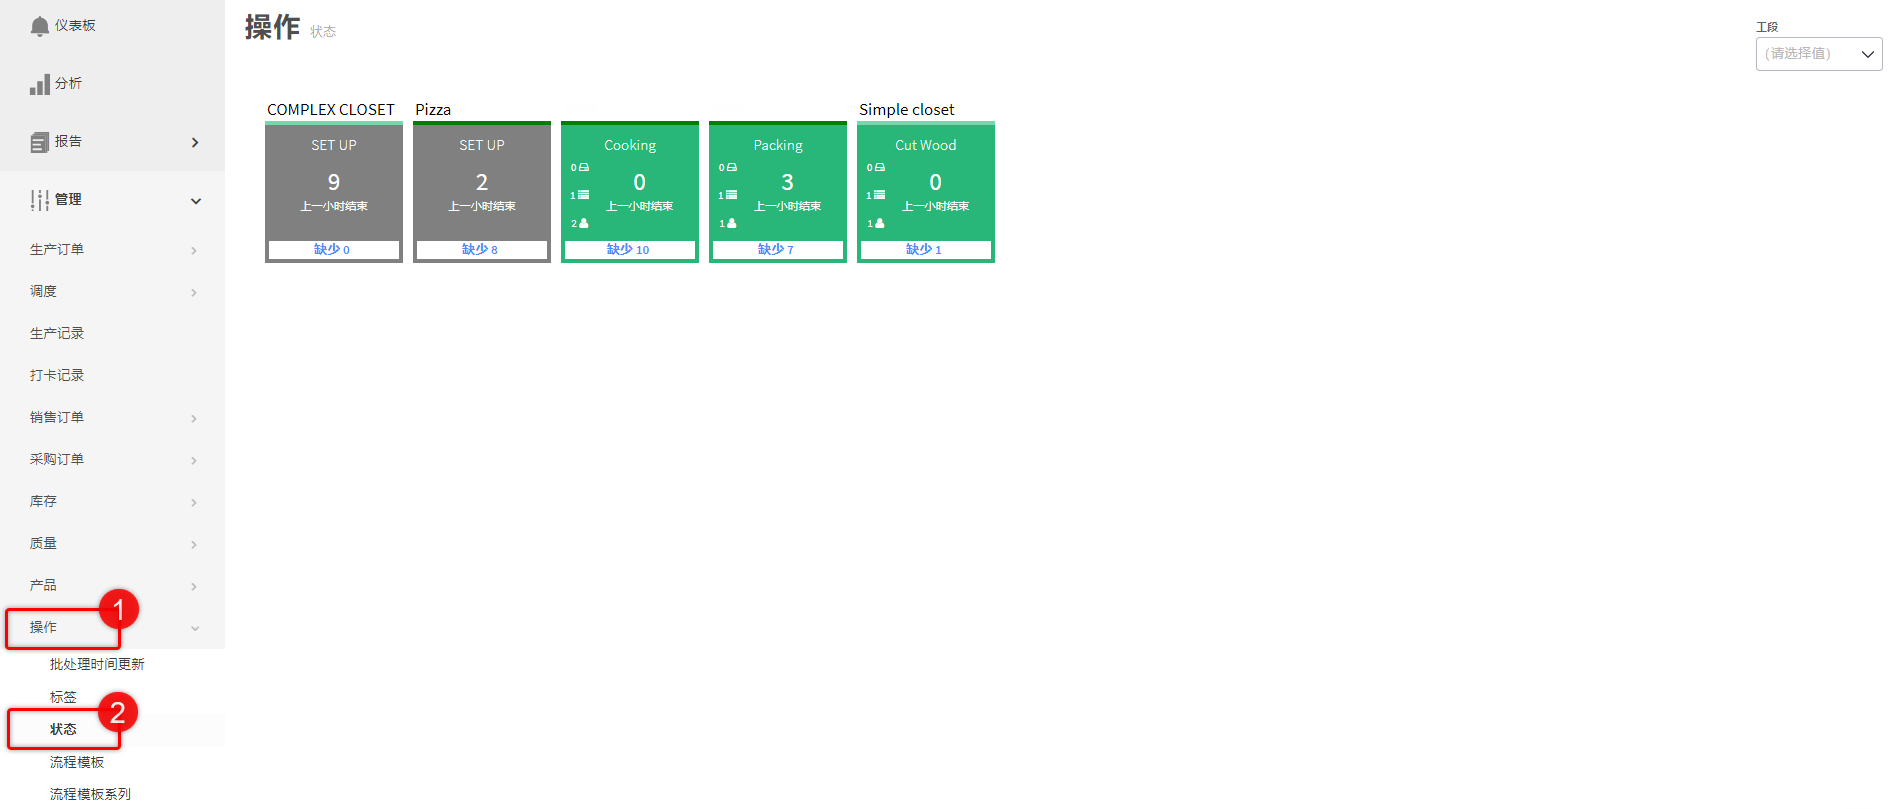 仪表板
分析
报告
管理
生产订单
调度
生产记录
打卡记录
销售订单
采购订单
库存
质量
产品
操作
1
批处理时间更新
标签
状态
2
流程模板
流程模板系列
操作 状态
工段
(请选择值)
COMPLEX CLOSET
SET UP
9
上一小时结束
缺少 0
Pizza
SET UP
2
上一小时结束
缺少 8
Cooking
0
1
2
0
上一小时结束
缺少 10
Packing
0
1
1
3
上一小时结束
缺少 7
Simple closet
Cut Wood
0
1
1
0
上一小时结束
缺少 1